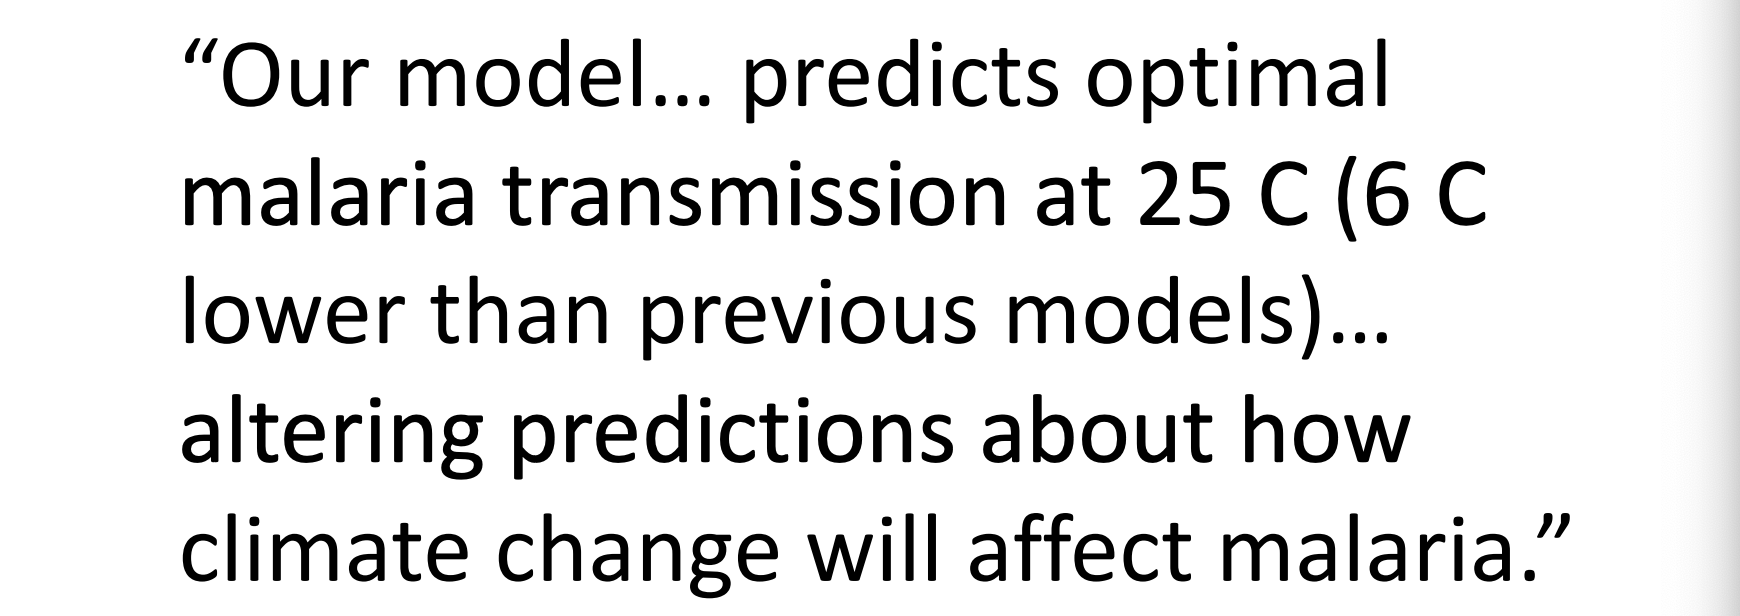 “Our model... predicts optimal
malaria transmission at 25 C (6 C
lower than previous models)...
altering predictions about how
climate change will affect malaria.”